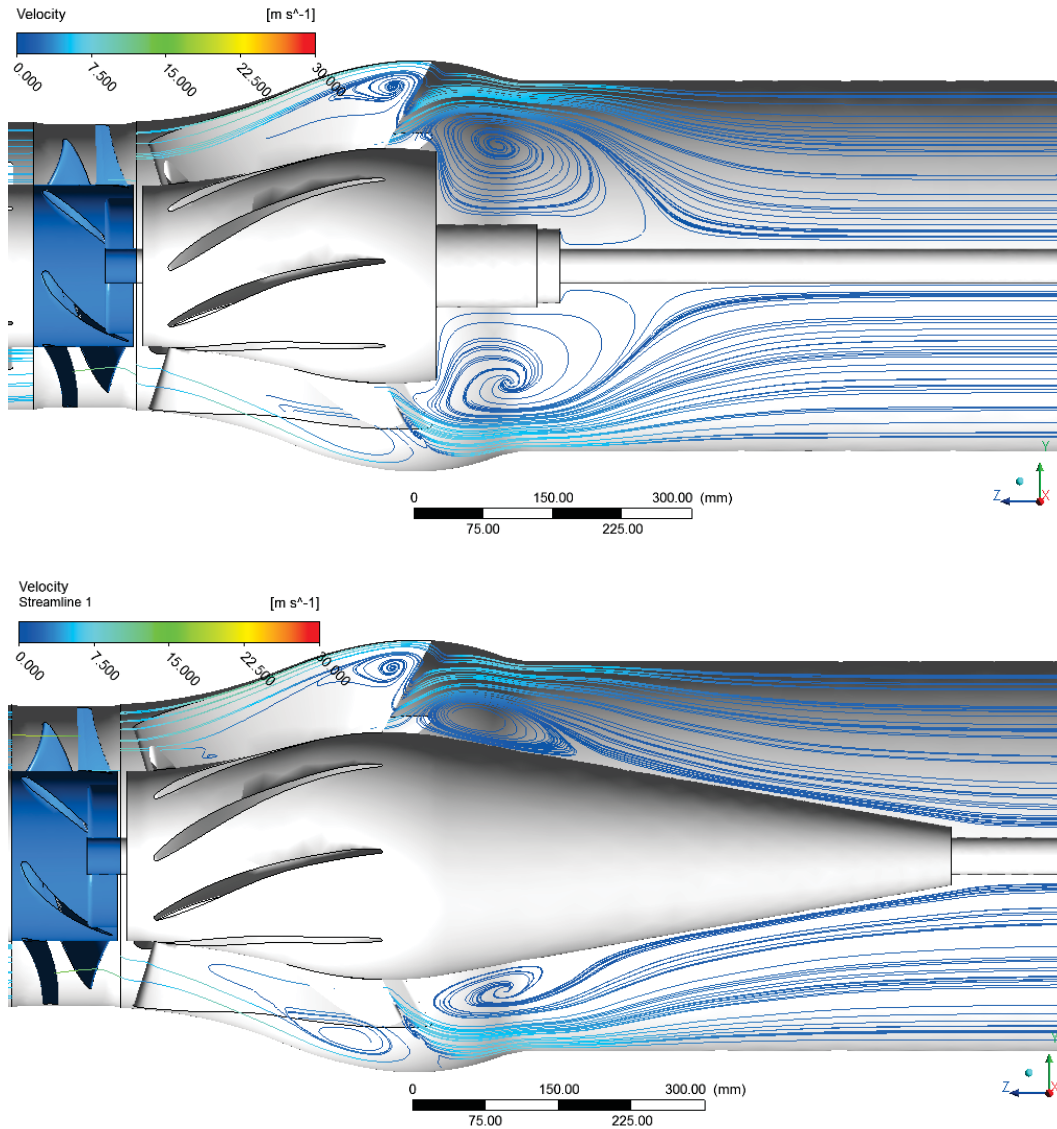 Velocity [m s^-1]
0.000 7.500 15.000 22.500 30.000
Y
Z X
0 150.00 300.00 (mm)
75.00 225.00
Velocity
Streamline 1 [m s^-1]
0.000 7.500 15.000 22.500 30.000
Y
Z X
0 150.00 300.00 (mm)
75.00 225.00